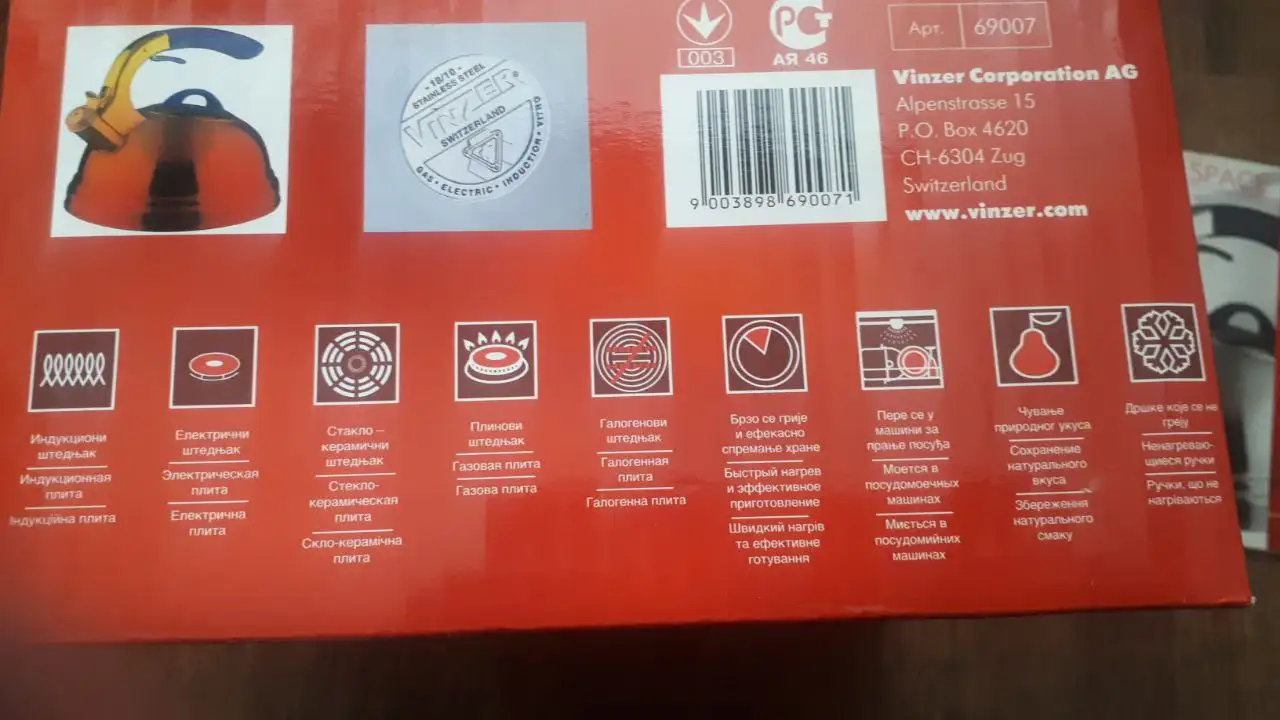 - 18/10 -
STAINLESS STEEL
VINZER®
SWITZERLAND
GAS • ELECTRIC • INDUCTION • VITRO
003
РСТ
АЯ 46
9 003898 690071
Арт. 69007
Vinzer Corporation AG
Alpenstrasse 15
P.O. Box 4620
CH-6304 Zug
Switzerland
www.vinzer.com
SPACE
Индукциони
штедњак
Индукционная
плита
Індукційна плита
Електрични
штедњак
Электрическая
плита
Електрична
плита
Стакло –
керамични
штедњак
Стекло-
керамическая
плита
Скло-керамічна
плита
Плинови
штедњак
Газовая плита
Газова плита
Галогенови
штедњак
Галогенная
плита
Галогенна плита
Брзо се грије
и ефекасно
спремање хране
Быстрый нагрев
и эффективное
приготовление
Швидкий нагрів
та ефективне
готування
Пере се у
машини за
прање посуђа
Моется в
посудомоечных
машинах
Миється в
посудомийних
машинах
Чување
природног укуса
Сохранение
натурального
вкуса
Збереження
натурального
смаку
Дршке које се не
грeју
Ненагреваю-
щиеся ручки
Ручки, що не
нагріваються